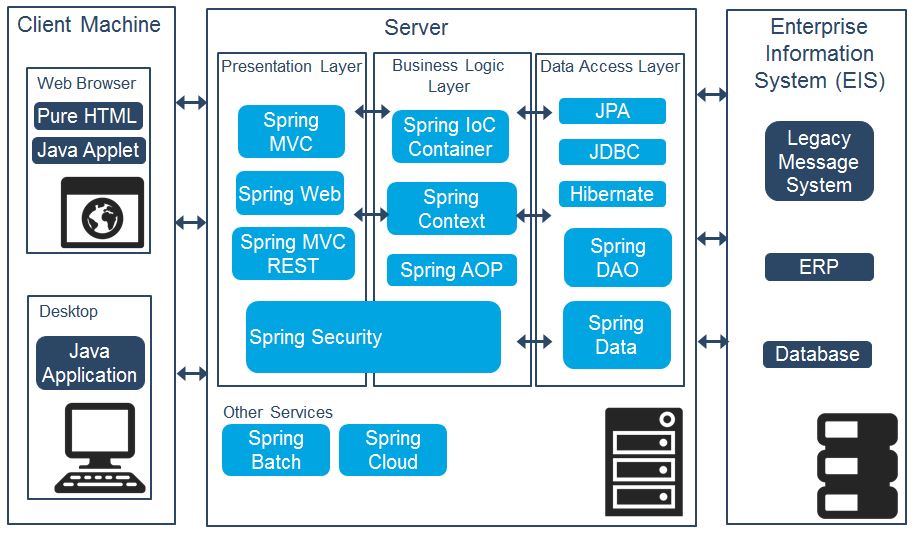 Client Machine
Web Browser
Pure HTML
Java Applet
Desktop
Java
Application
Server
Presentation Layer
Spring
MVC
Spring Web
Spring MVC
REST
Business Logic
Layer
Spring IoC
Container
Spring
Context
Spring AOP
Spring Security
Data Access Layer
JPA
JDBC
Hibernate
Spring
DAO
Spring
Data
Other Services
Spring
Batch
Spring
Cloud
Enterprise
Information
System (EIS)
Legacy
Message
System
ERP
Database